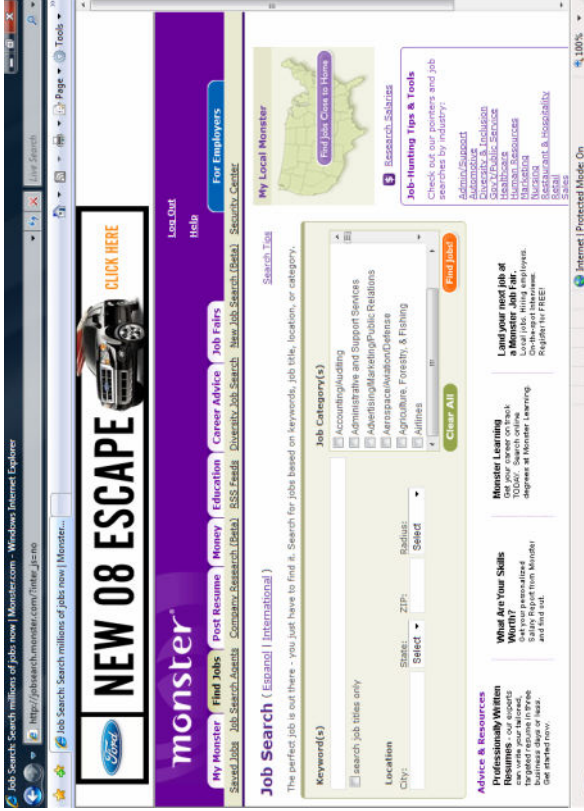 Job Search: Search millions of jobs now | Monster.com - Windows Internet Explorer
http://jobsearch.monster.com/?inter_js=no
Live Search
Job Search: Search millions of jobs now | Monster...
Page
Tools
Ford
NEW 08 ESCAPE
CLICK HERE
monster
Log Out
Help
My Monster
Find Jobs
Post Resume
Money
Education
Career Advice
Job Fairs
For Employers
Saved Jobs
Job Search Agents
Company Research (Beta)
RSS Feeds
Diversity Job Search
New Job Search (Beta)
Security Center
Job Search ( Espanol | International )
Search Tips
The perfect job is out there - you just have to find it. Search for jobs based on keywords, job title, location, or category.
Keyword(s)
search job titles only
Location
City:
State:
ZIP:
Radius:
Select
Select
Job Category(s)
Accounting/Auditing
Administrative and Support Services
Advertising/Marketing/Public Relations
Aerospace/Aviation/Defense
Agriculture, Forestry, & Fishing
Airlines
Clear All
Find Jobs!
My Local Monster
Find Jobs Close to Home
$ Research Salaries
Job-Hunting Tips & Tools
Check out our pointers and job
searches by industry:
Admin/Support
Automotive
Diversity & Inclusion
Gov't/Public Service
Healthcare
Human Resources
Marketing
Nursing
Restaurant & Hospitality
Retail
Sales
Advice & Resources
Professionally Written
Resumes - our experts
can write your tailored,
targeted resume in three
business days or less.
Get started now.
What Are Your Skills
Worth?
Get your personalized
Salary Report from Monster
and find out.
Monster Learning
Get your career on track
TODAY. Search online
degrees at Monster Learning.
Land your next job at
a Monster Job Fair.
Local jobs. Hiring employers.
On-the-spot interviews.
Register for FREE!
Internet | Protected Mode: On
100%